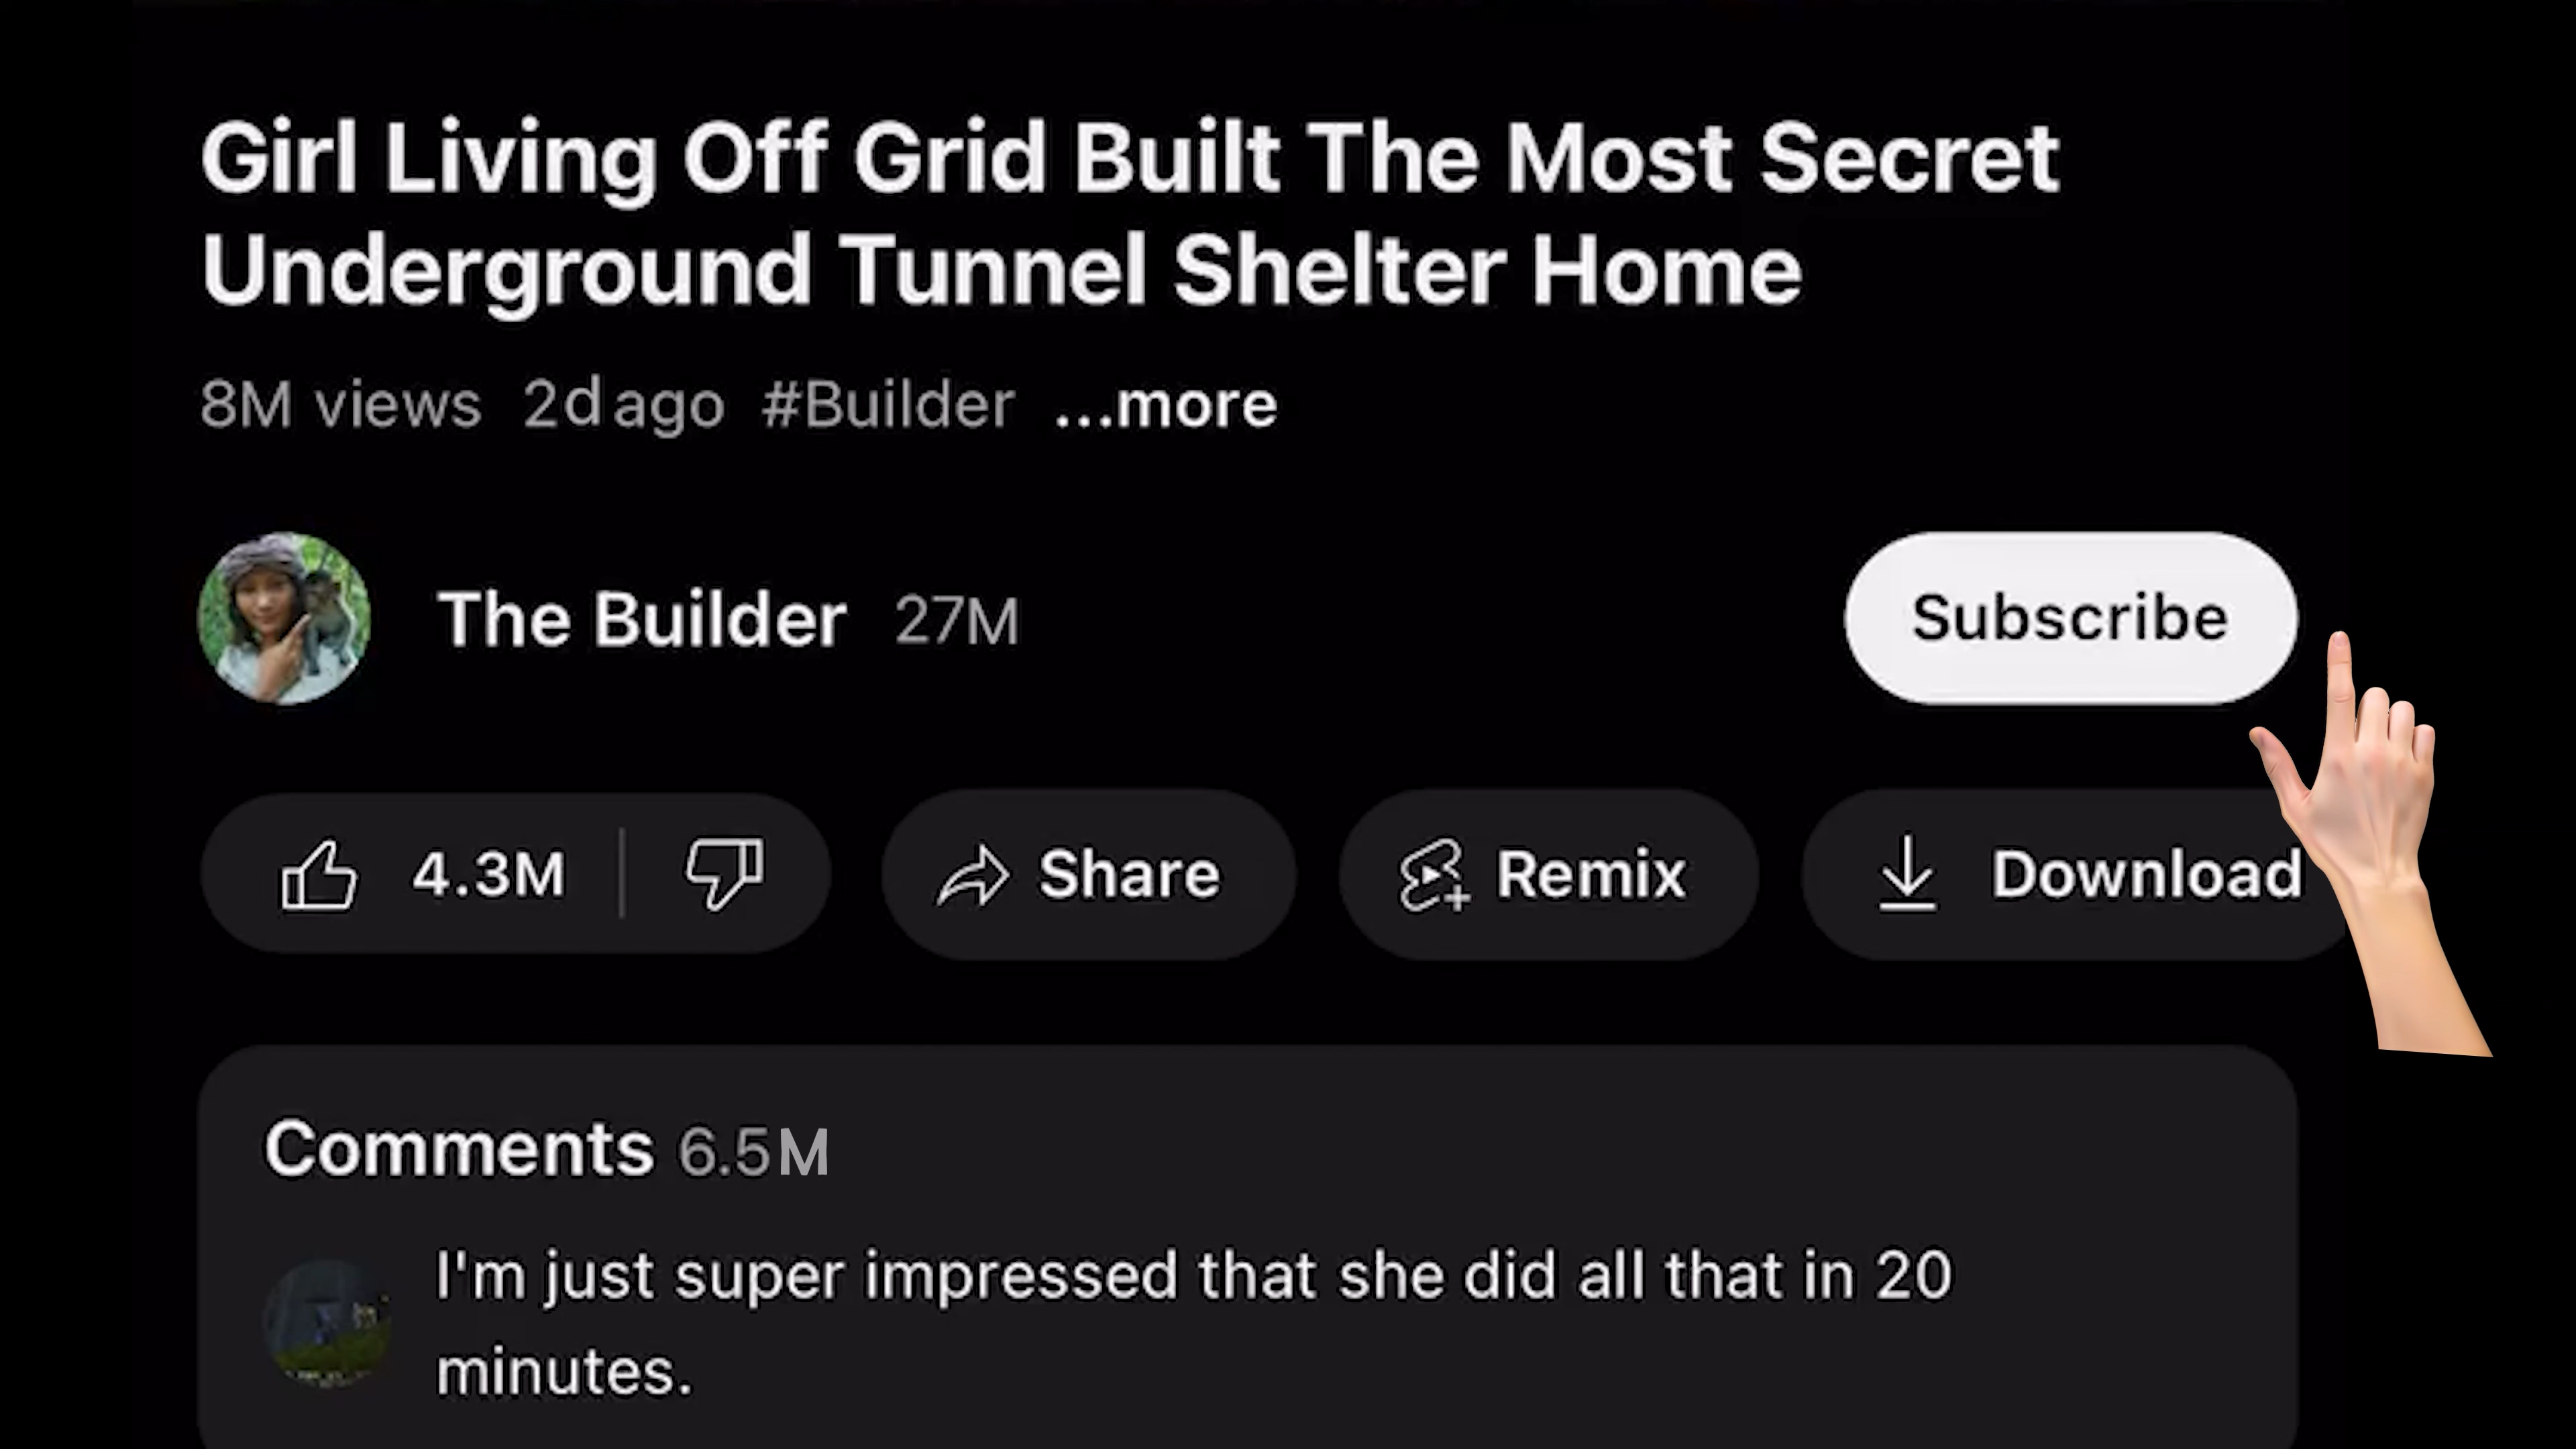 Girl Living Off Grid Built The Most Secret
Underground Tunnel Shelter Home
8M views 2d ago #Builder ...more
The Builder 27M
Subscribe
4.3M
Share
Remix
Download
Comments 6.5M
I'm just super impressed that she did all that in 20
minutes.